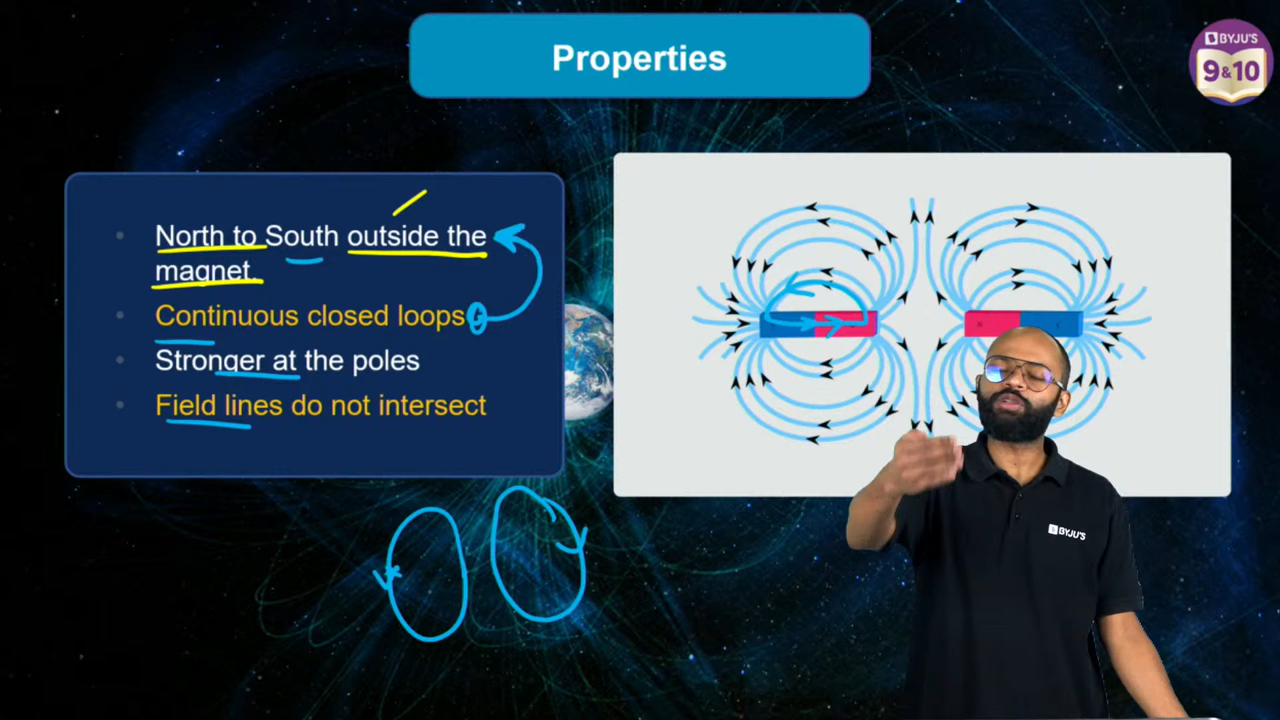 Properties
BYJU'S
9&10
North to South outside the
magnet.
Continuous closed loops
Stronger at the poles
Field lines do not intersect
BYJU'S